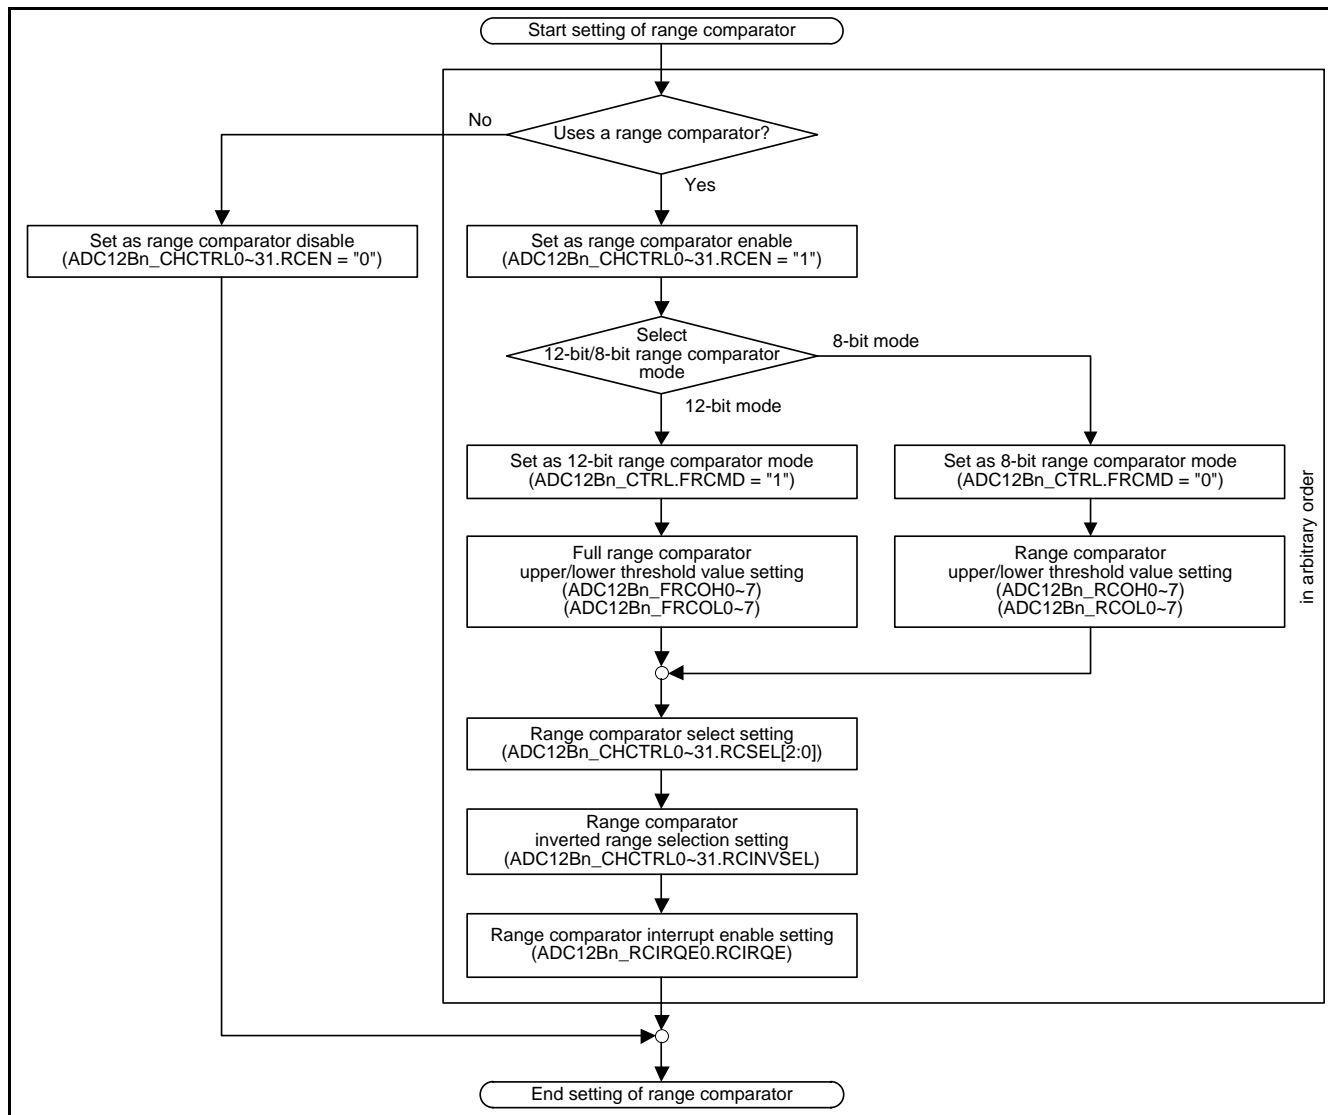 Start setting of range comparator
Uses a range comparator?
No
Yes
Set as range comparator disable
(ADC12Bn_CHCTRL0~31.RCEN = "0")
Set as range comparator enable
(ADC12Bn_CHCTRL0~31.RCEN = "1")
Select
12-bit/8-bit range comparator
mode
8-bit mode
12-bit mode
Set as 12-bit range comparator mode
(ADC12Bn_CTRL.FRCMD = "1")
Set as 8-bit range comparator mode
(ADC12Bn_CTRL.FRCMD = "0")
Full range comparator
upper/lower threshold value setting
(ADC12Bn_FRCOH0~7)
(ADC12Bn_FRCOL0~7)
Range comparator
upper/lower threshold value setting
(ADC12Bn_RCOH0~7)
(ADC12Bn_RCOL0~7)
in arbitrary order
Range comparator select setting
(ADC12Bn_CHCTRL0~31.RCSEL[2:0])
Range comparator
inverted range selection setting
(ADC12Bn_CHCTRL0~31.RCINVSEL)
Range comparator interrupt enable setting
(ADC12Bn_RCIRQE0.RCIRQE)
End setting of range comparator